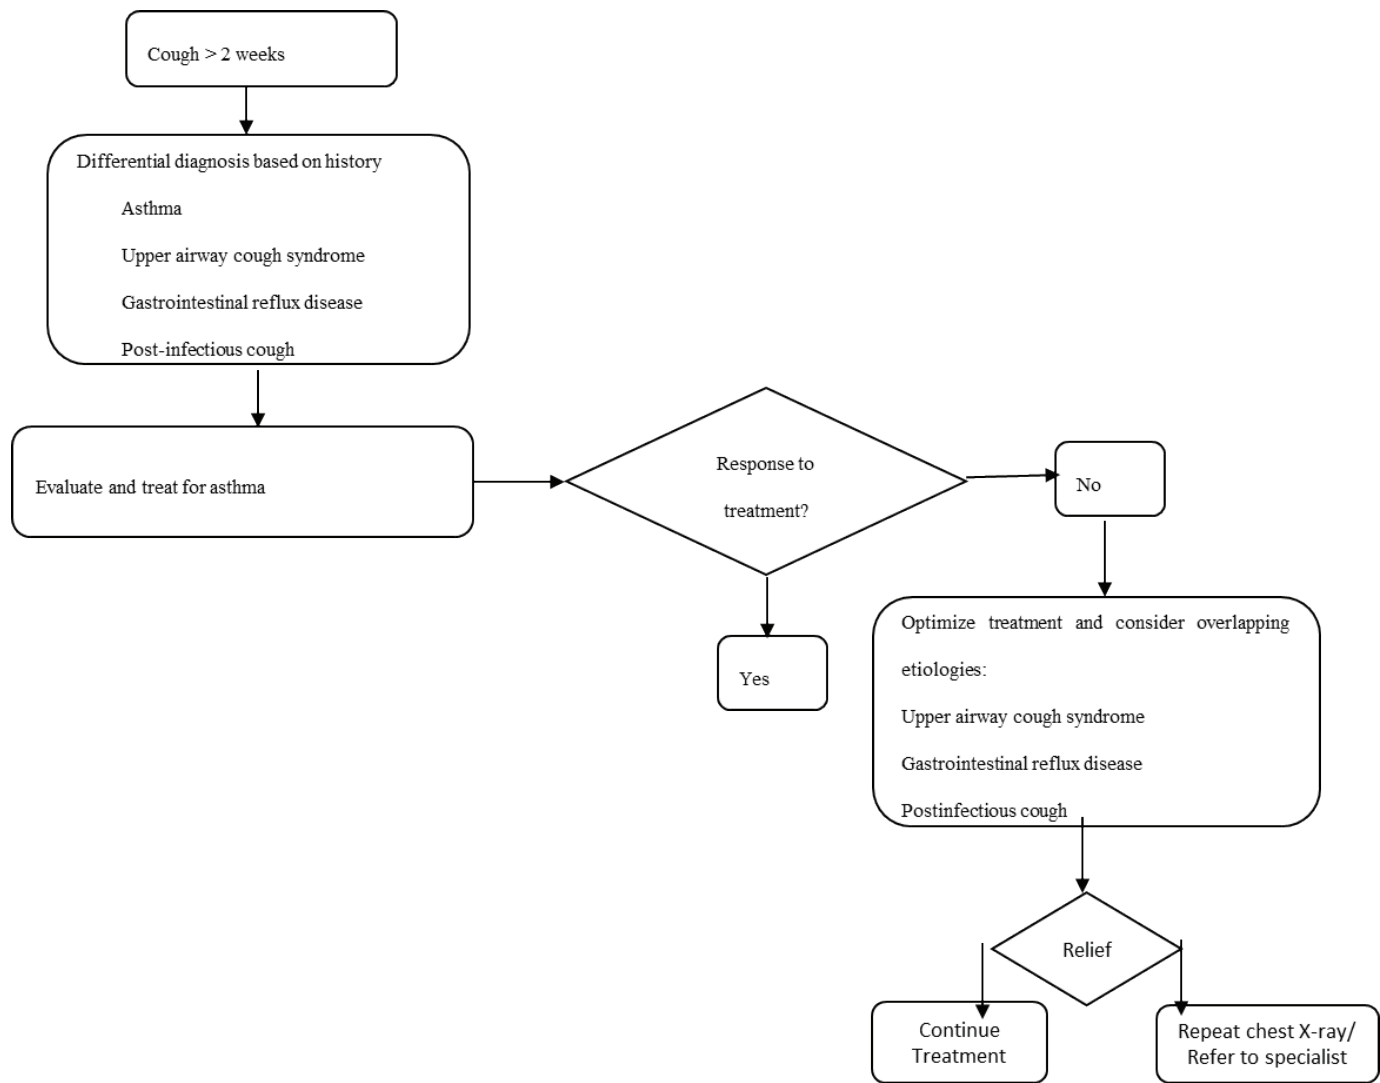 Cough > 2 weeks
Differential diagnosis based on history
Asthma
Upper airway cough syndrome
Gastrointestinal reflux disease
Post-infectious cough
Evaluate and treat for asthma
Response to
treatment?
No
Yes
Optimize treatment and consider overlapping
etiologies:
Upper airway cough syndrome
Gastrointestinal reflux disease
Postinfectious cough
Relief
Continue
Treatment
Repeat chest X-ray/
Refer to specialist